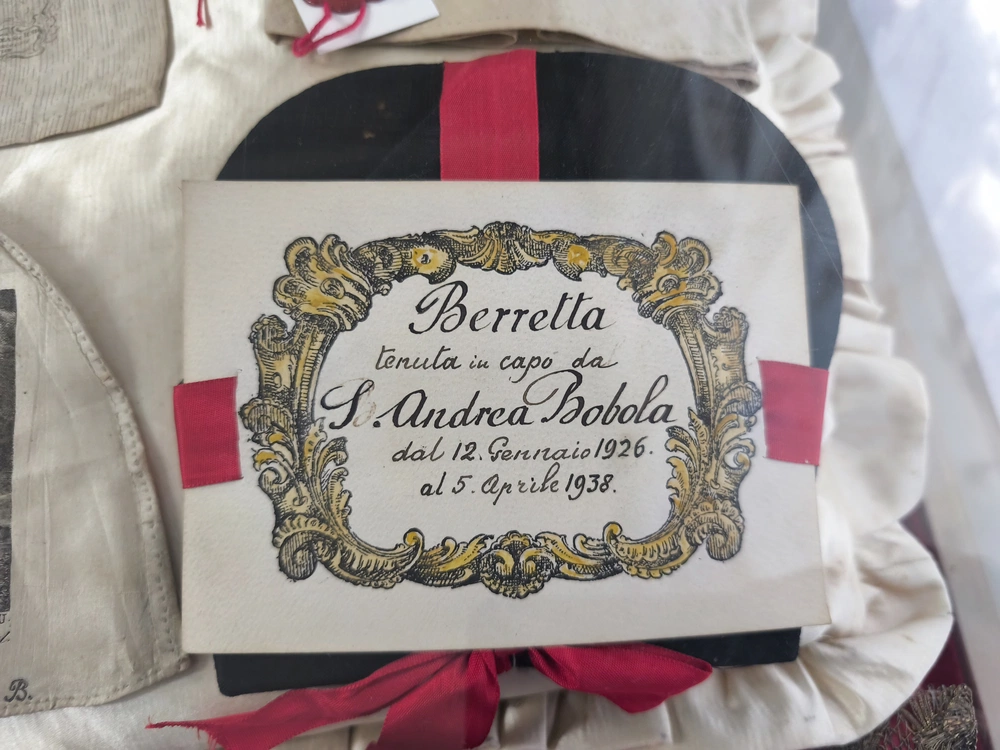 Berretta
tenuta in capo da
S. Andrea Bobola
dal 12. Gennaio 1926.
al 5. Aprile 1938.
B.